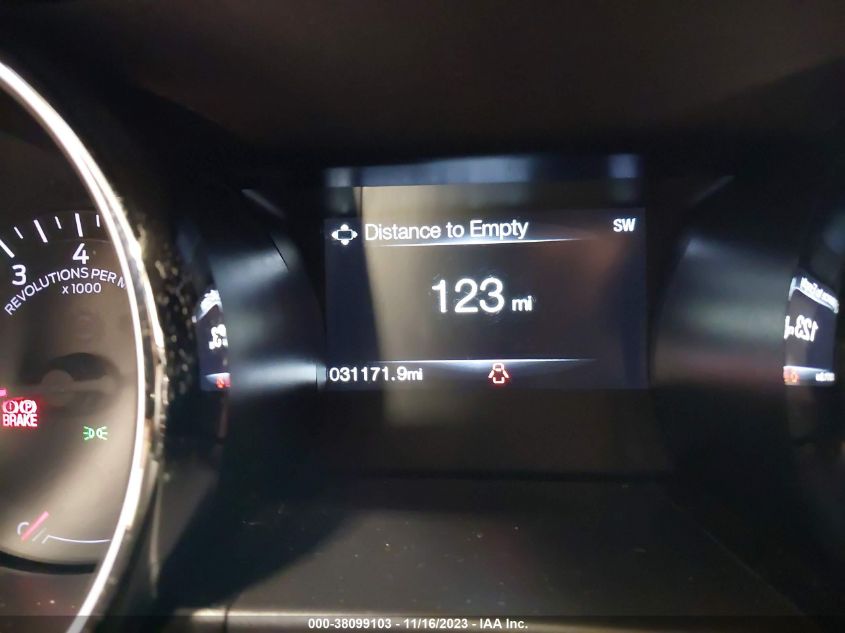 Distance to Empty SW
123 mi
031171.9mi
3 4
REVOLUTIONS PER M
x 1000
BRAKE
C
000-38099103 - 11/16/2023 - IAA Inc.